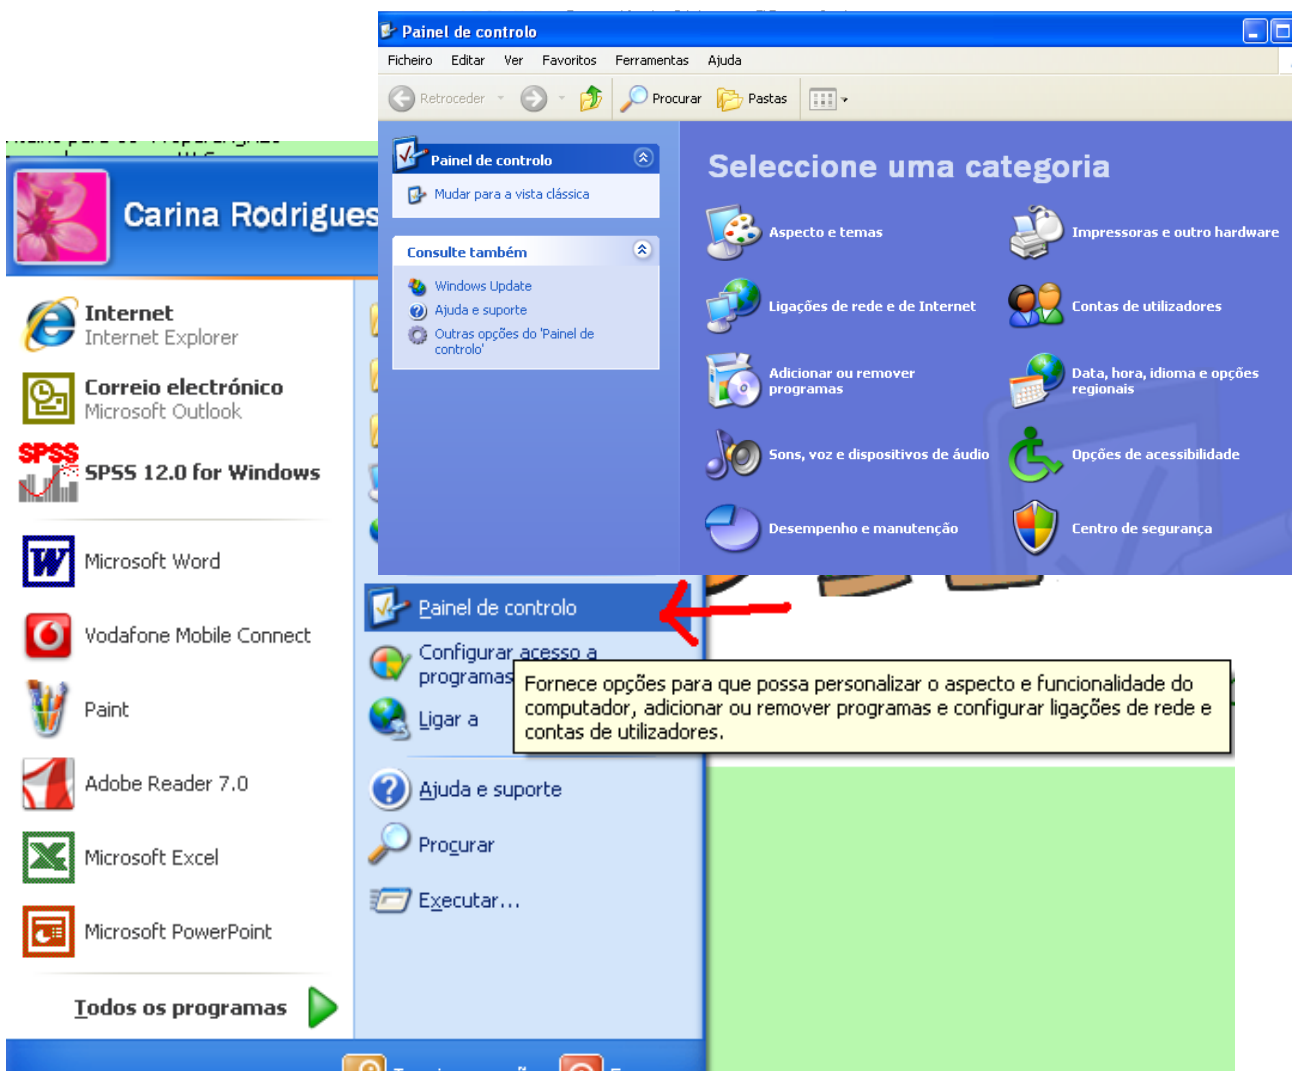 Painel de controlo
Ficheiro Editar Ver Favoritos Ferramentas Ajuda
Retroceder Procurar Pastas
Painel de controlo
Mudar para a vista clássica
Consulte também
Windows Update
Ajuda e suporte
Outras opções do 'Painel de
controlo'
Seleccione uma categoria
Aspecto e temas
Impressoras e outro hardware
Ligações de rede e de Internet
Contas de utilizadores
Adicionar ou remover
programas
Data, hora, idioma e opções
regionais
Sons, voz e dispositivos de áudio
Opções de acessibilidade
Desempenho e manutenção
Centro de segurança
Carina Rodrigues
Internet
Internet Explorer
Correio electrónico
Microsoft Outlook
SPSS
SPSS 12.0 for Windows
Microsoft Word
Vodafone Mobile Connect
Paint
Adobe Reader 7.0
Microsoft Excel
Microsoft PowerPoint
Todos os programas
Painel de controlo
Configurar acesso a
programas
Ligar a
Fornece opções para que possa personalizar o aspecto e funcionalidade do
computador, adicionar ou remover programas e configurar ligações de rede e
contas de utilizadores.
Ajuda e suporte
Procurar
Executar...